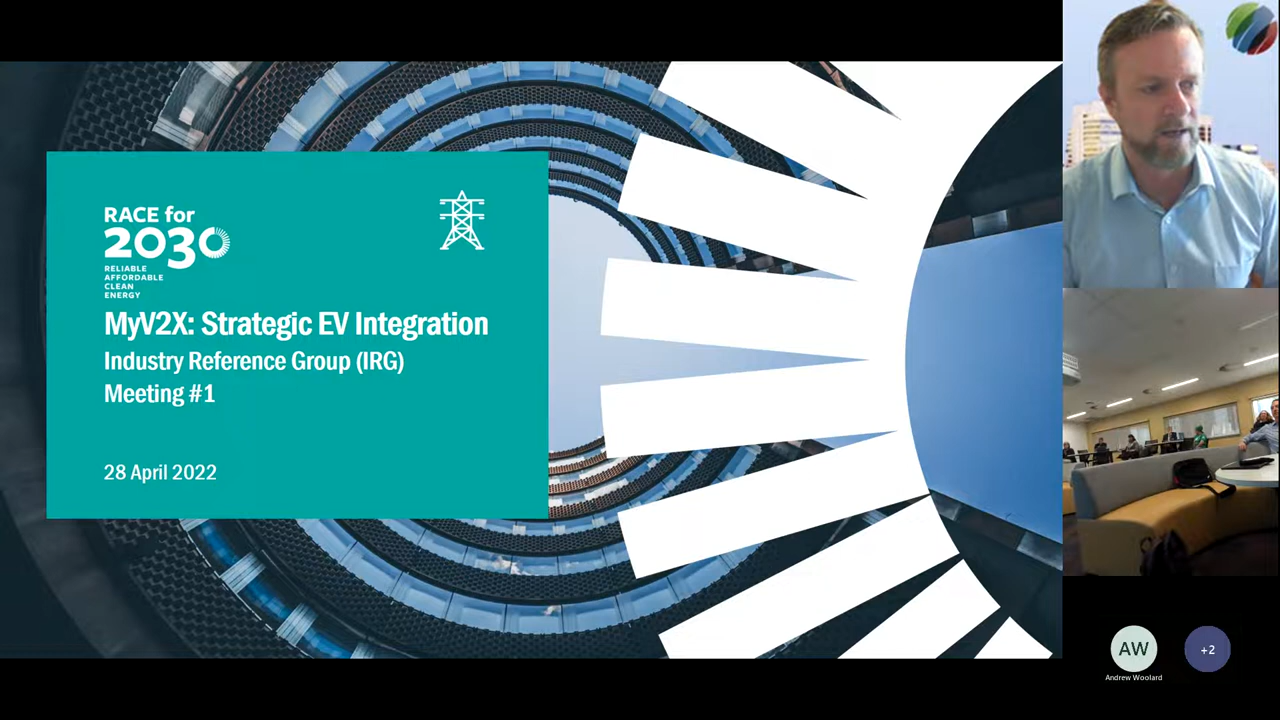 RACE for
2030
RELIABLE
AFFORDABLE
CLEAN
ENERGY
MyV2X: Strategic EV Integration
Industry Reference Group (IRG)
Meeting #1
28 April 2022
AW
+2
Andrew Woolard